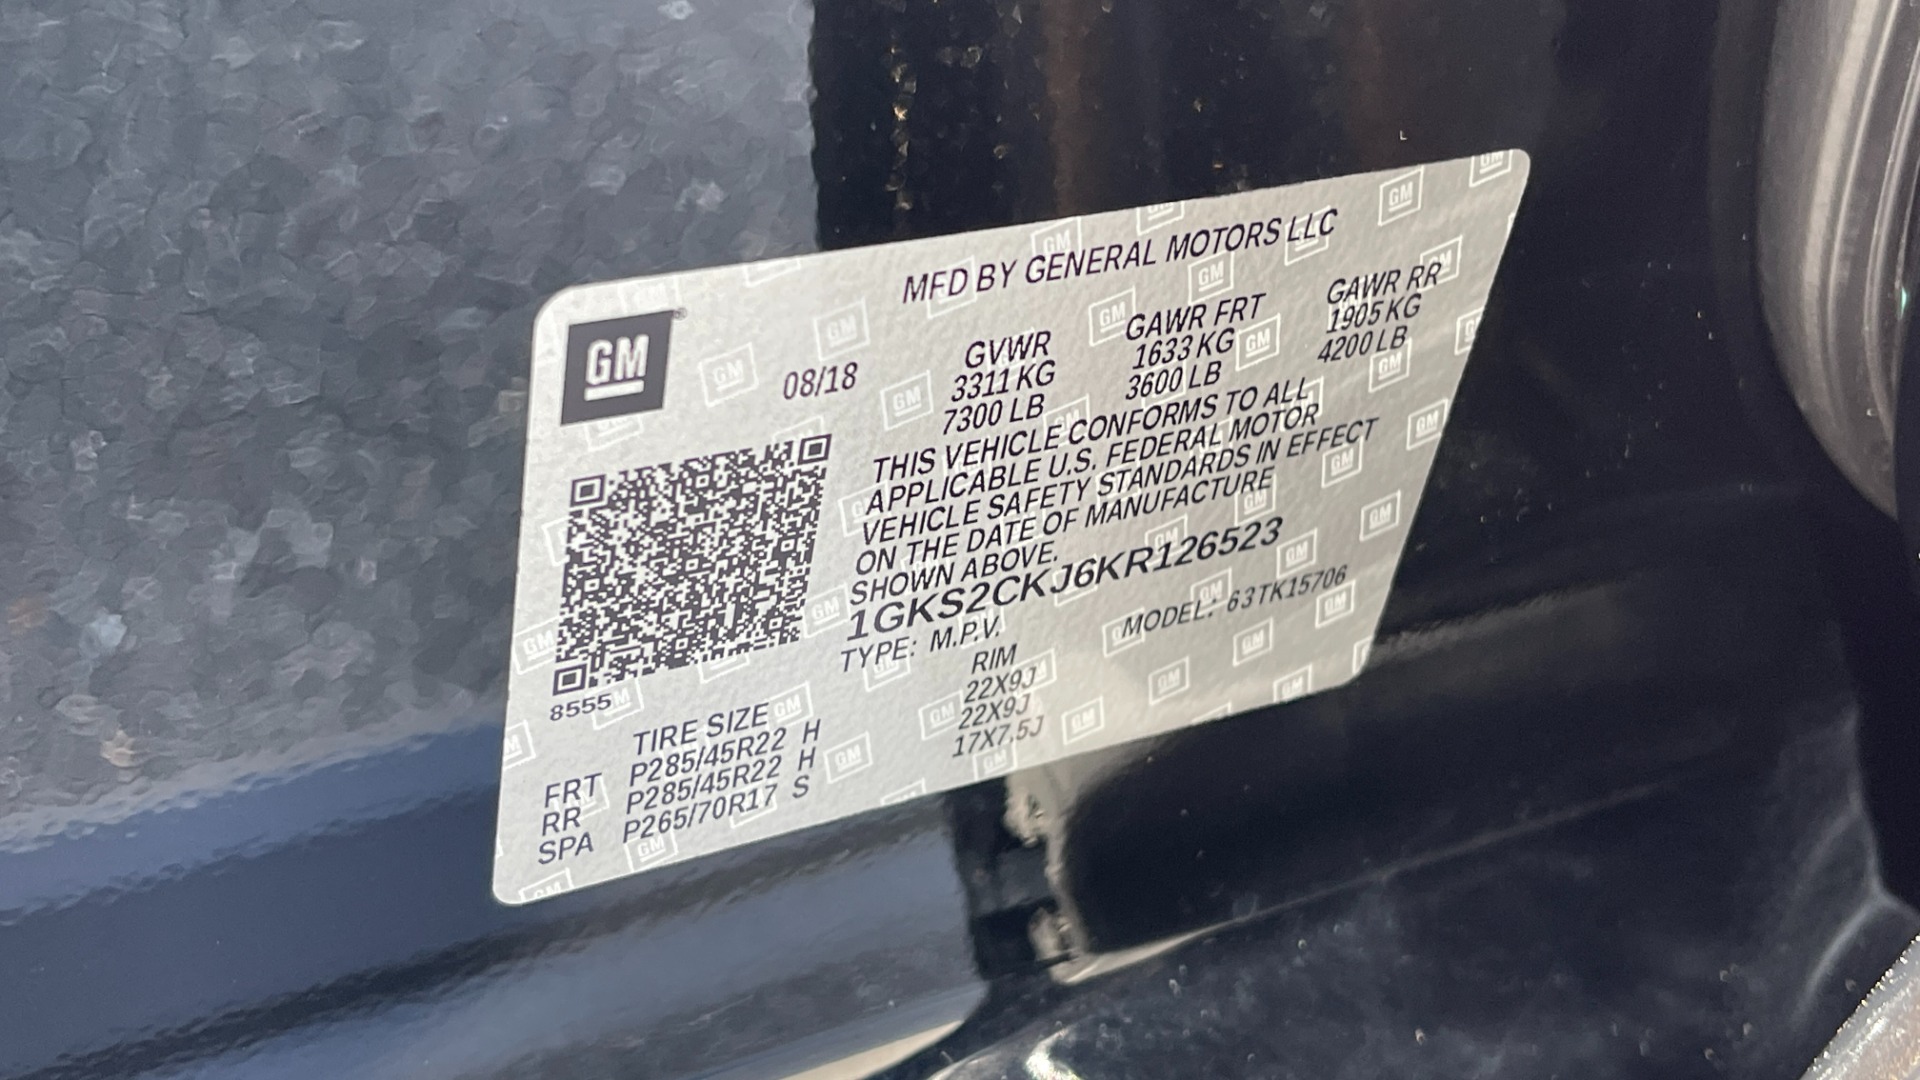 MFD BY GENERAL MOTORS LLC
GM ®
08/18
GVWR GAWR FRT GAWR RR
3311 KG 1633 KG 1905 KG
7300 LB 3600 LB 4200 LB
THIS VEHICLE CONFORMS TO ALL
APPLICABLE U.S. FEDERAL MOTOR
VEHICLE SAFETY STANDARDS IN EFFECT
ON THE DATE OF MANUFACTURE
SHOWN ABOVE.
1GKS2CKJ6KR126523
TYPE: M.P.V. MODEL: 63TK15706
8555
TIRE SIZE RIM
FRT P285/45R22 H 22X9J
RR P285/45R22 H 22X9J
SPA P265/70R17 S 17X7.5J